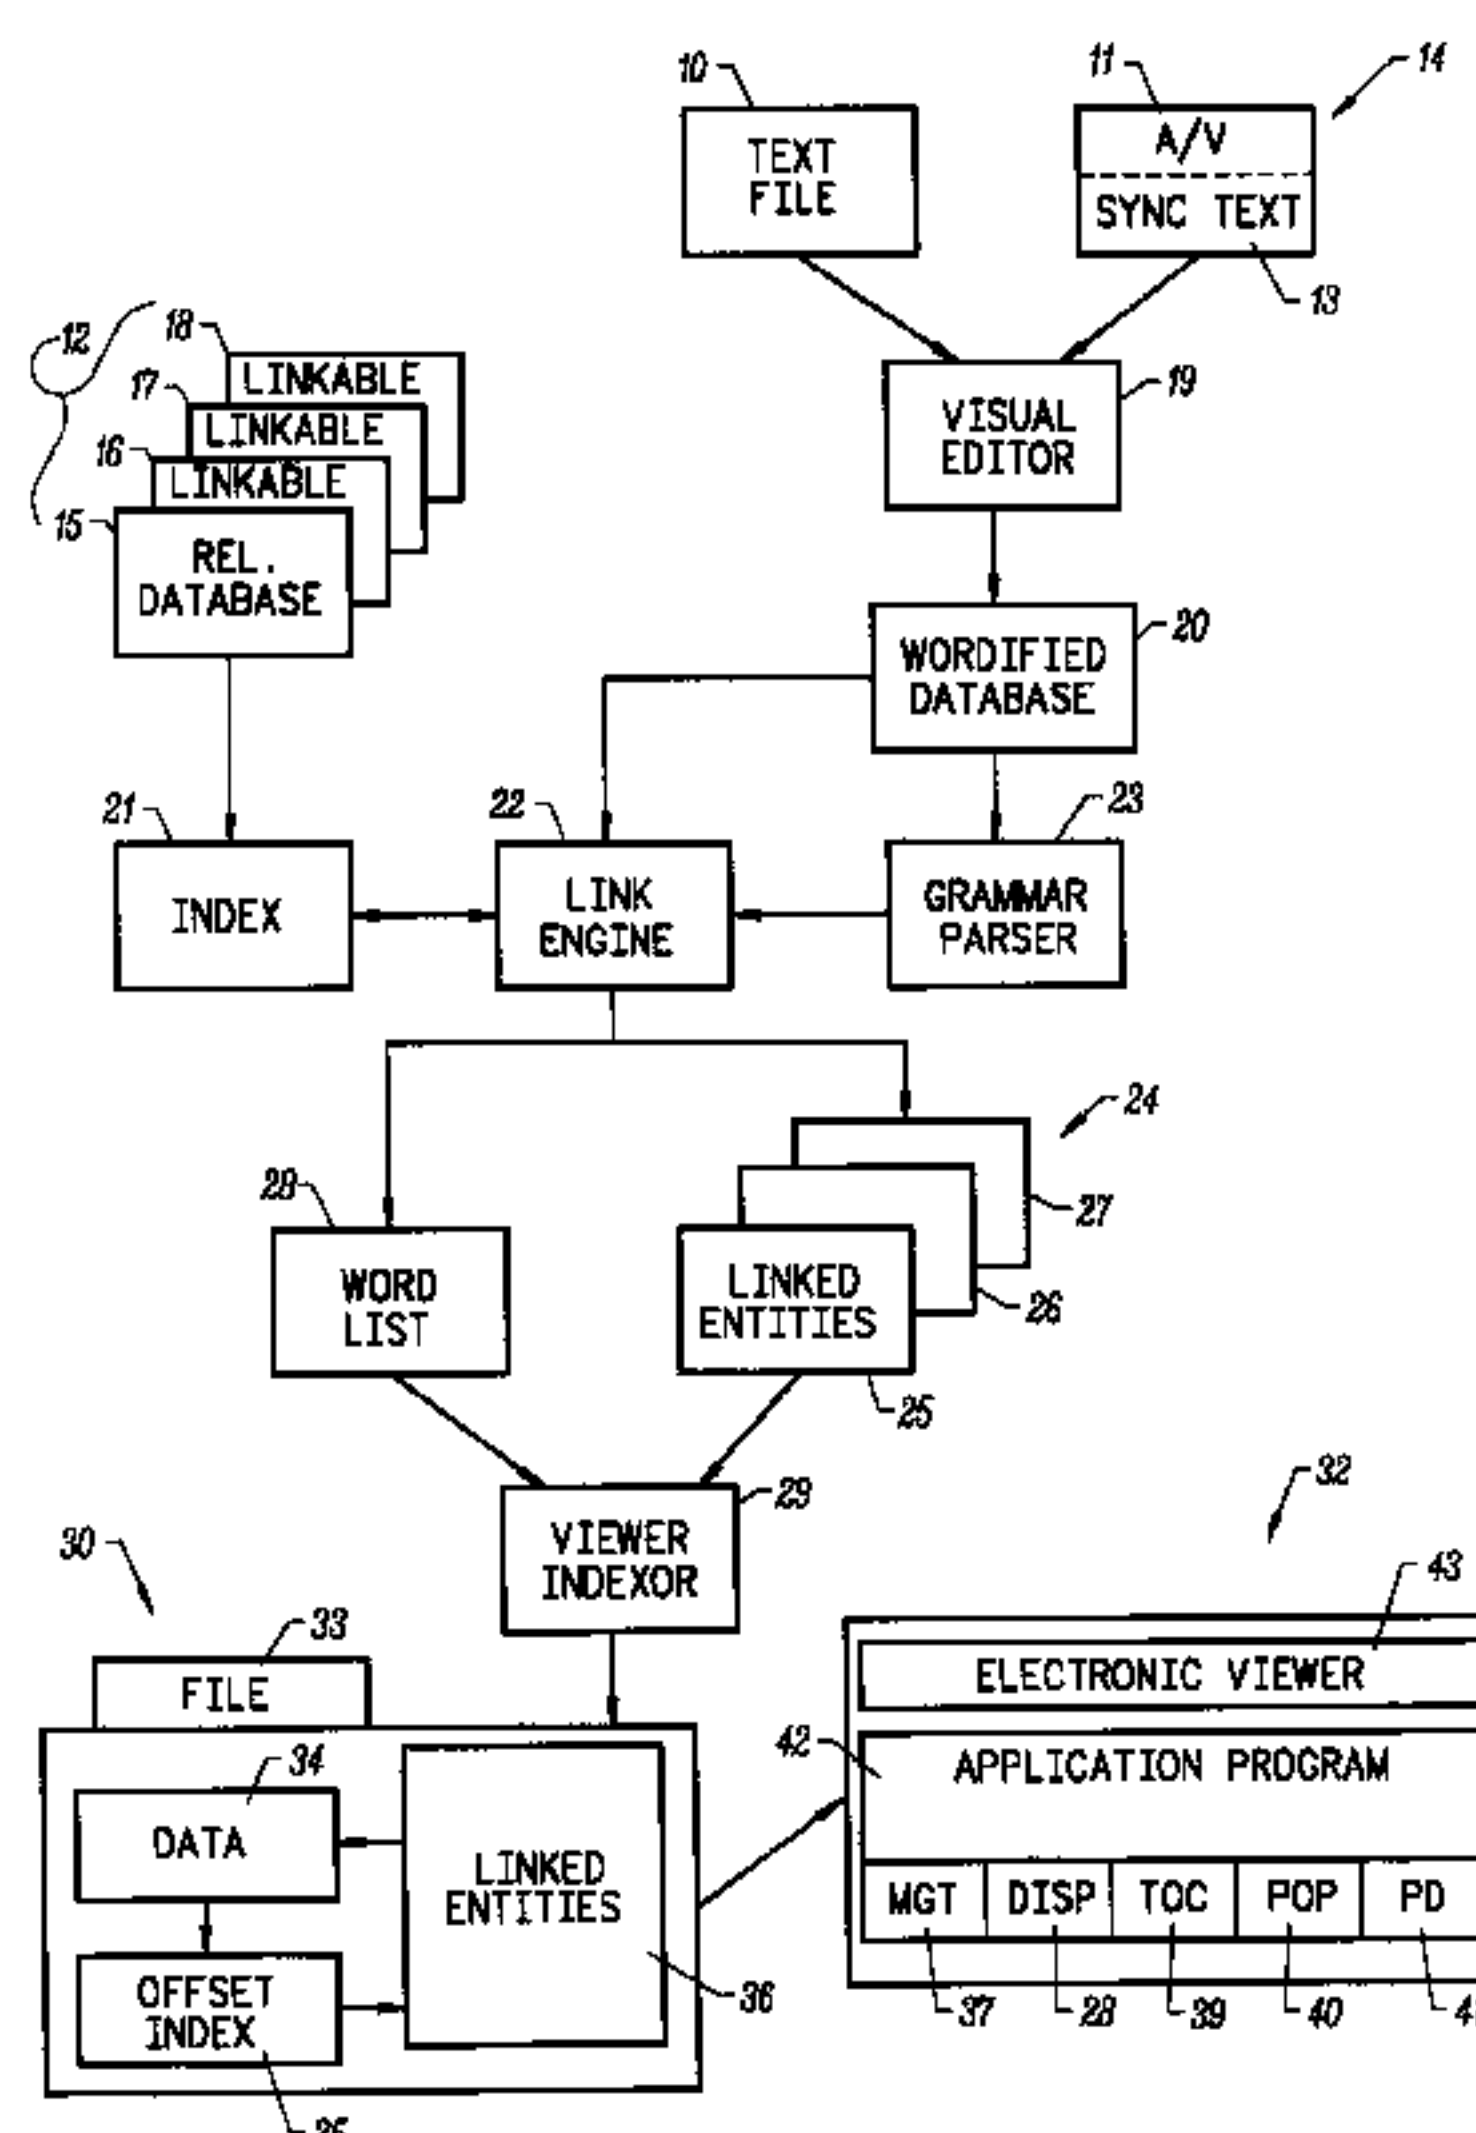 10
11
14
TEXT
FILE
A/V
SYNC TEXT
13
12
18
LINKABLE
17
LINKABLE
16
LINKABLE
15
REL.
DATABASE
VISUAL
EDITOR
19
WORDIFIED
DATABASE
20
21
22
23
INDEX
LINK
ENGINE
GRAMMAR
PARSER
24
28
27
WORD
LIST
LINKED
ENTITIES
26
25
29
VIEWER
INDEXOR
30
32
33
FILE
43
ELECTRONIC VIEWER
34
DATA
LINKED
ENTITIES
42
APPLICATION PROGRAM
MGT
DISP
TOC
POP
PD
OFFSET
INDEX
36
37
28
39
40